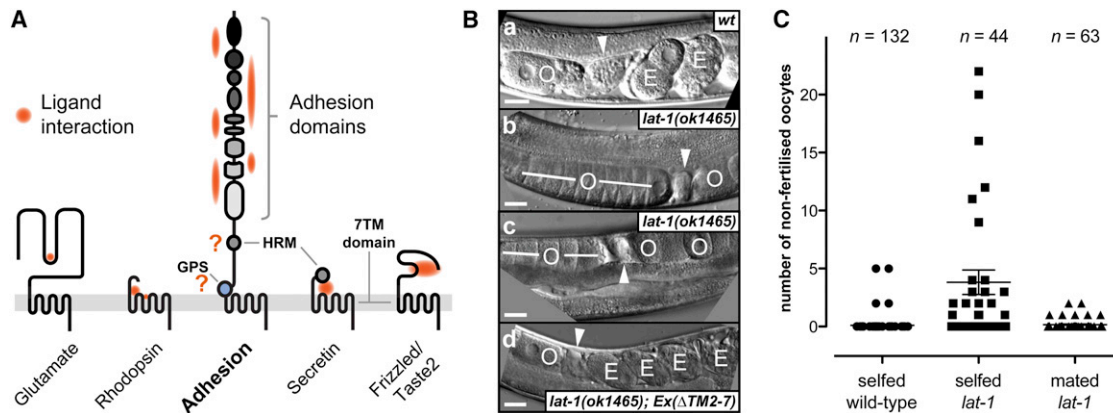 A
Ligand
interaction
Adhesion
domains
?
HRM
7TM
domain
GPS
?
Glutamate
Rhodopsin
Adhesion
Secretin
Frizzled/
Taste2
B
a
wt
O
E
E
b
lat-1(ok1465)
O
O
c
lat-1(ok1465)
O
O
O
d
O
E
E
E
E
lat-1(ok1465); Ex(ΔTM2-7)
C
n = 132
n = 44
n = 63
number of non-fertilised oocytes
20
15
10
5
0
selfed
wild-type
selfed
lat-1
mated
lat-1